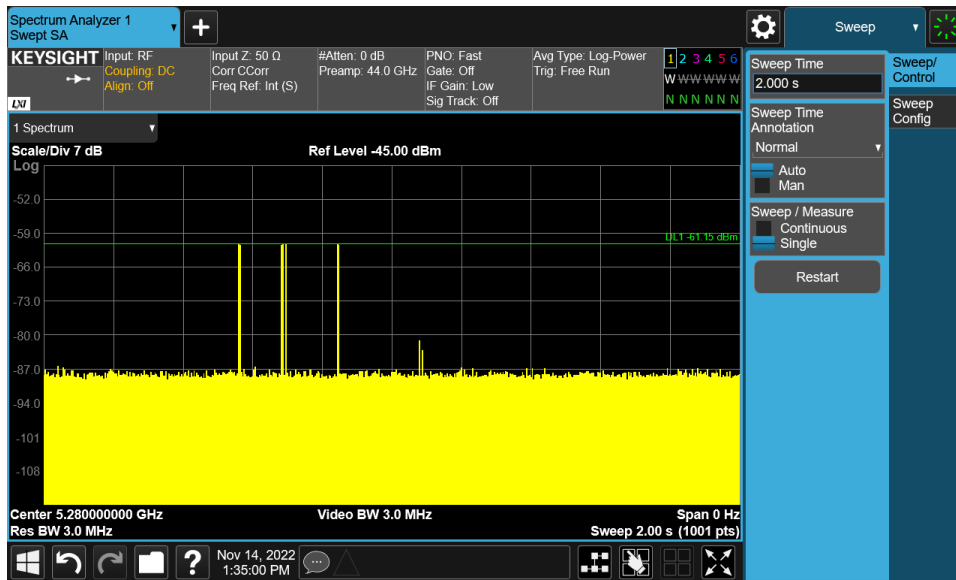 Spectrum Analyzer 1
Swept SA
+
Sweep
KEYSIGHT
LXI
Input: RF
Coupling: DC
Align: Off
Input Z: 50 Ω
Corr CCorr
Freq Ref: Int (S)
#Atten: 0 dB
Preamp: 44.0 GHz
PNO: Fast
Gate: Off
IF Gain: Low
Sig Track: Off
Avg Type: Log-Power
Trig: Free Run
1 2 3 4 5 6
W W W W W W
N N N N N N
1 Spectrum
Scale/Div 7 dB
Ref Level -45.00 dBm
Log
-52.0
-59.0
DL1 -61.15 dBm
-66.0
-73.0
-80.0
-87.0
-94.0
-101
-108
Center 5.280000000 GHz
Video BW 3.0 MHz
Span 0 Hz
Res BW 3.0 MHz
Sweep 2.00 s (1001 pts)
Sweep Time
2.000 s
Sweep Time
Annotation
Normal
Auto
Man
Sweep / Measure
Continuous
Single
Restart
Sweep/
Control
Sweep
Config
?
Nov 14, 2022
1:35:00 PM